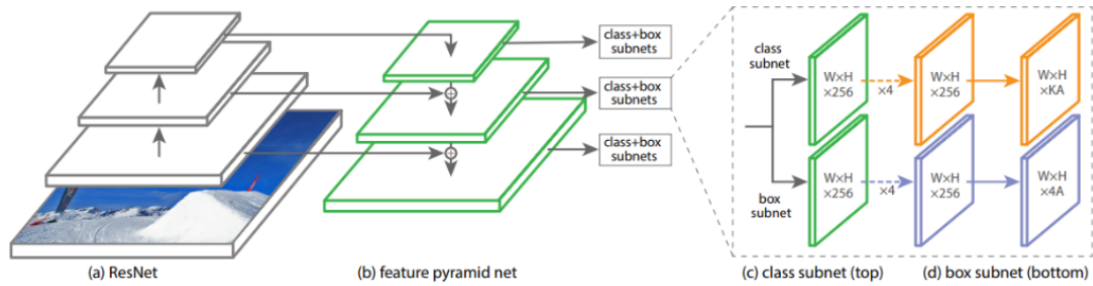 class+box
subnets
class+box
subnets
class+box
subnets
class
subnet
box
subnet
W×H
×256
×4
W×H
×256
W×H
×KA
W×H
×256
×4
W×H
×256
W×H
×4A
(a) ResNet
(b) feature pyramid net
(c) class subnet (top)
(d) box subnet (bottom)